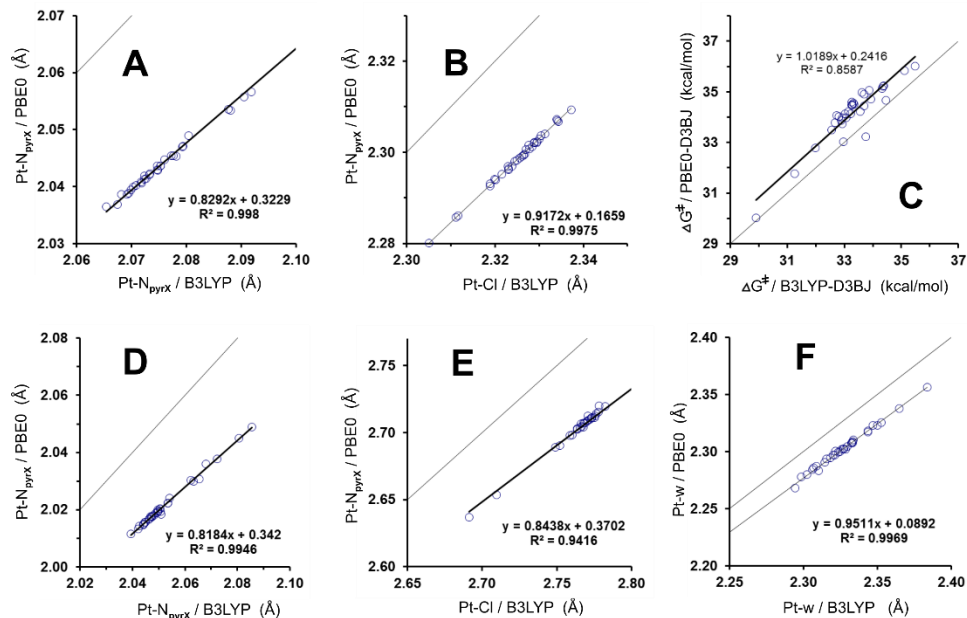 2.07
2.06
2.05
2.04
2.03
2.06
2.07
2.08
2.09
2.10
Pt-NpyrX / PBE0 (Å)
A
y = 0.8292x + 0.3229
R² = 0.998
Pt-NpyrX / B3LYP (Å)
2.32
2.30
2.28
2.30
2.32
2.34
Pt-NpyrX / PBE0 (Å)
B
y = 0.9172x + 0.1659
R² = 0.9975
Pt-Cl / B3LYP (Å)
37
35
33
31
29
29
31
33
35
37
ΔG‡/ PBE0-D3BJ (kcal/mol)
y = 1.0189x + 0.2416
R² = 0.8587
C
ΔG‡/ B3LYP-D3BJ (kcal/mol)
2.08
2.06
2.04
2.02
2.00
2.02
2.04
2.06
2.08
2.10
Pt-NpyrX / PBE0 (Å)
D
y = 0.8184x + 0.342
R² = 0.9946
Pt-NpyrX / B3LYP (Å)
2.75
2.70
2.65
2.60
2.65
2.70
2.75
2.80
Pt-NpyrX / PBE0 (Å)
E
y = 0.8438x + 0.3702
R² = 0.9416
Pt-Cl / B3LYP (Å)
2.40
2.35
2.30
2.25
2.20
2.25
2.30
2.35
2.40
Pt-w / PBE0 (Å)
F
y = 0.9511x + 0.0892
R² = 0.9969
Pt-w / B3LYP (Å)